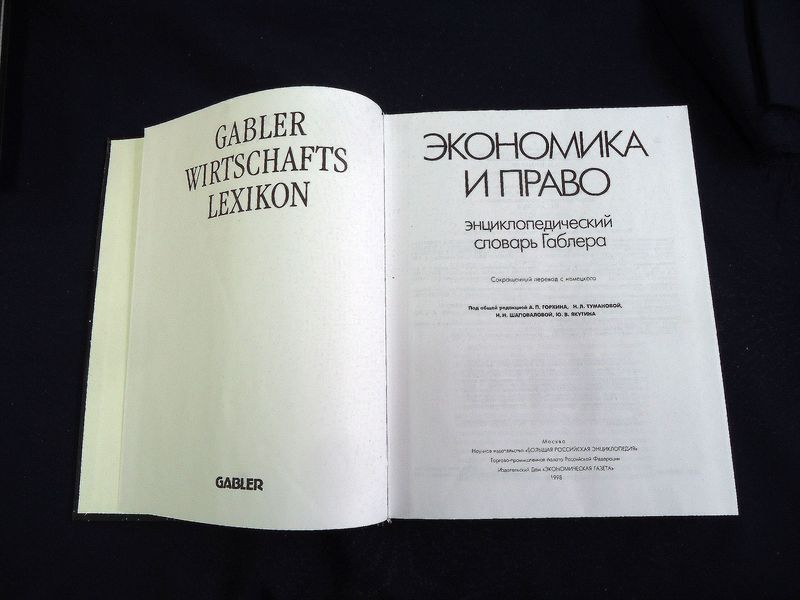 GABLER
WIRTSCHAFTS
LEXIKON
GABLER
ЭКОНОМИКА
И ПРАВО
энциклопедический
словарь Габлера
Сокращенный перевод с немецкого
Под общей редакцией А. П. ГОРКИНА, Н. Л. ТУМАНОВОЙ,
Н. Н. ШАПОВАЛОВОЙ, Ю. В. ЯКУТИНА
Москва
Научное издательство «БОЛЬШАЯ РОССИЙСКАЯ ЭНЦИКЛОПЕДИЯ»
Торгово-промышленная палата Российской Федерации
Издательский Дом «ЭКОНОМИЧЕСКАЯ ГАЗЕТА»
1998